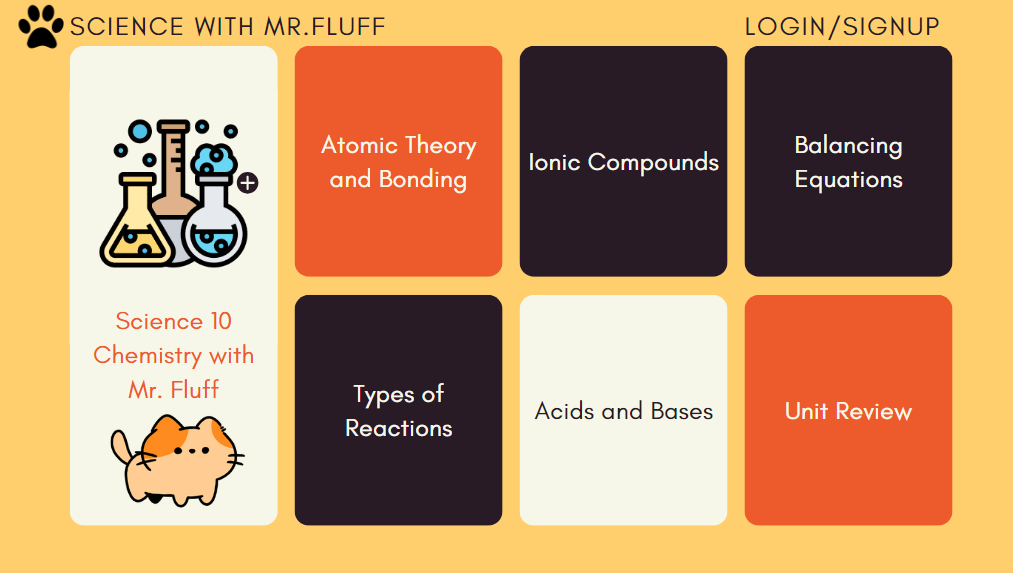 SCIENCE WITH MR.FLUFF
LOGIN/SIGNUP
Science 10
Chemistry with
Mr. Fluff
Atomic Theory
and Bonding
Ionic Compounds
Balancing
Equations
Types of
Reactions
Acids and Bases
Unit Review